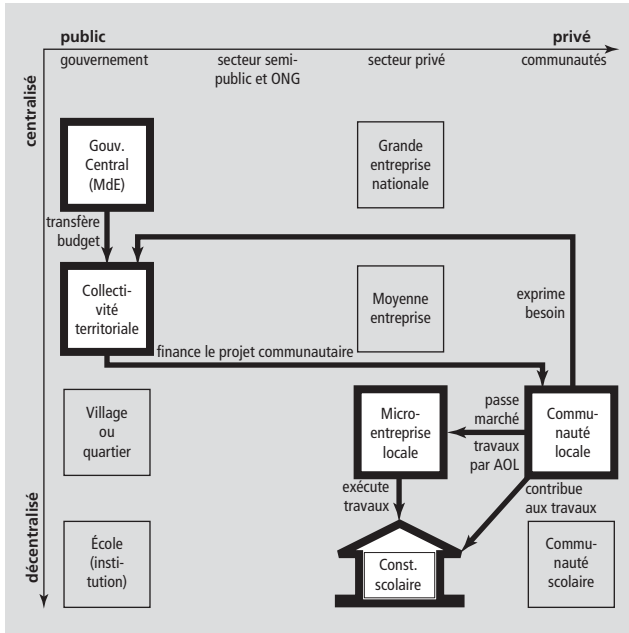 public
privé
gouvernement
secteur semi-
public et ONG
secteur privé
communautés
centralisé
Gouv.
Central
(MdE)
Grande
entreprise
nationale
transfère
budget
Collecti-
vité
territoriale
Moyenne
entreprise
exprime
besoin
finance le projet communautaire
Village
ou
quartier
Micro-
entreprise
locale
passe
marché
travaux
par AOL
Commu-
nauté
locale
exécute
travaux
contribue
aux travaux
décentralisé
École
(insti-
tution)
Const.
scolaire
Commu-
nauté
scolaire